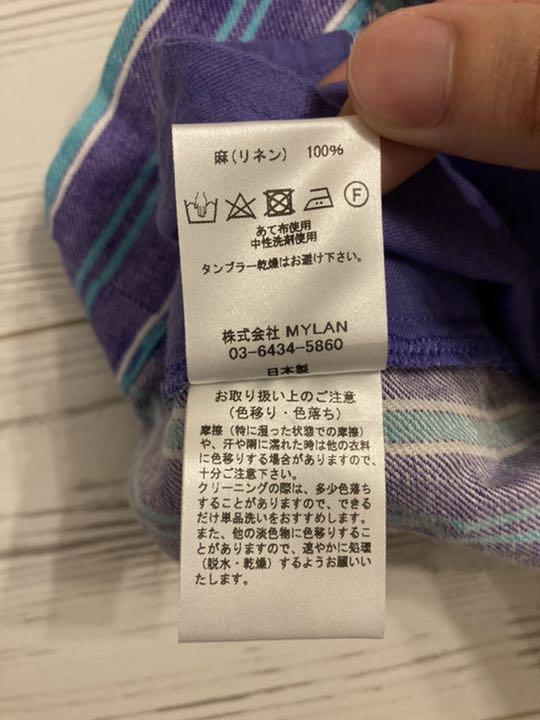 麻(リネン) 100%
F
あて布使用
中性洗剤使用
タンブラー乾燥はお避け下さい。
株式会社 MYLAN
03-6434-5860
日本製
お取り扱い上のご注意
(色移り・色落ち)
摩擦(特に湿った状態での摩擦)
や、汗や雨に濡れた時は他の衣料
に色移りする場合がありますので、
十分ご注意下さい。
クリーニングの際は、多少色落ち
することがありますので、できる
だけ単品洗いをおすすめします。
また、他の淡色物に色移りするこ
とがありますので、速やかに処理
(脱水・乾燥)するようお願いい
たします。